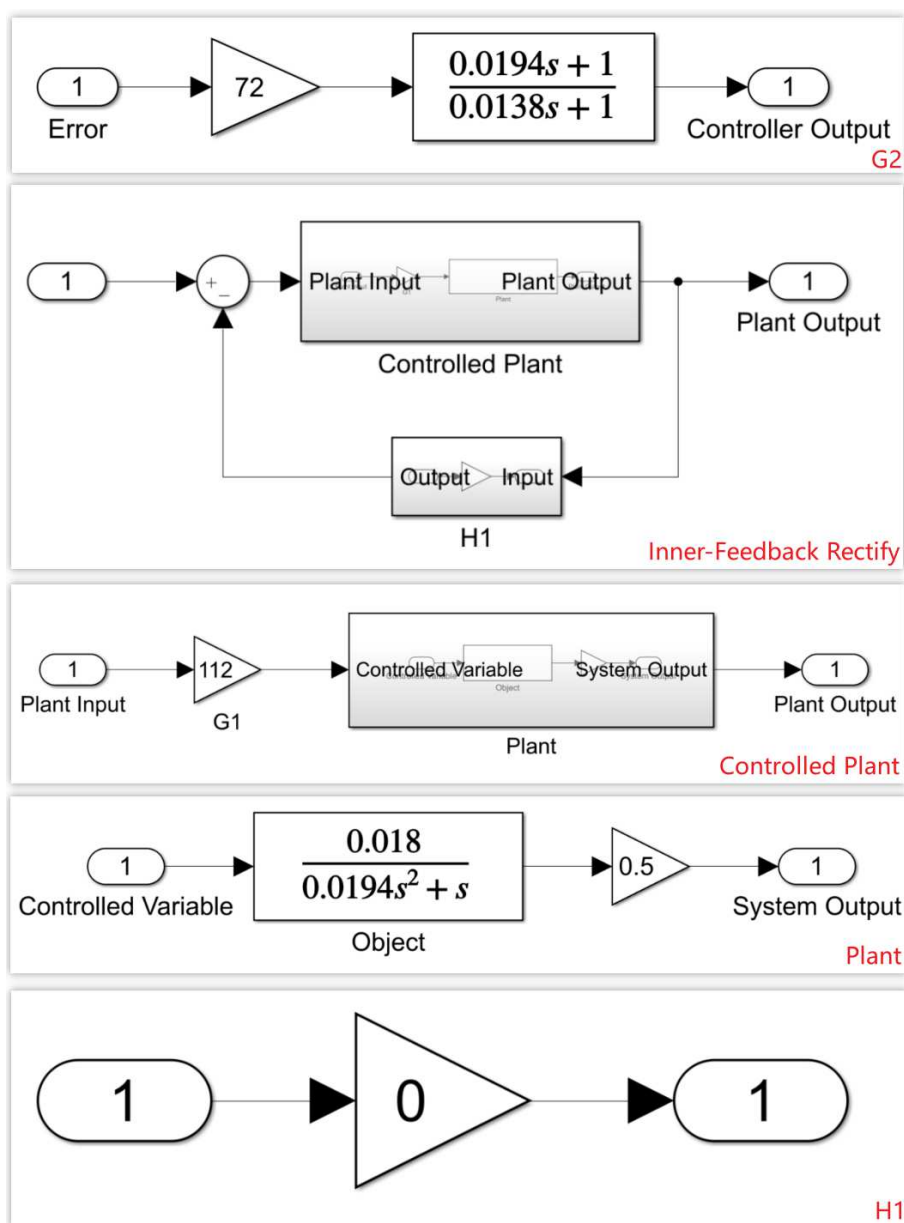 1
72
0.0194s + 1
0.0138s + 1
1
Error
Controller Output
G2
1
+
−
Plant Input
Plant Output
Plant
1
Plant Output
Controlled Plant
Output
Input
H1
Inner-Feedback Rectify
1
112
Controlled Variable
System Output
Object
1
Plant Input
G1
Plant
Plant Output
Controlled Plant
1
0.018
0.0194s² + s
0.5
1
Controlled Variable
Object
System Output
Plant
1
0
1
H1